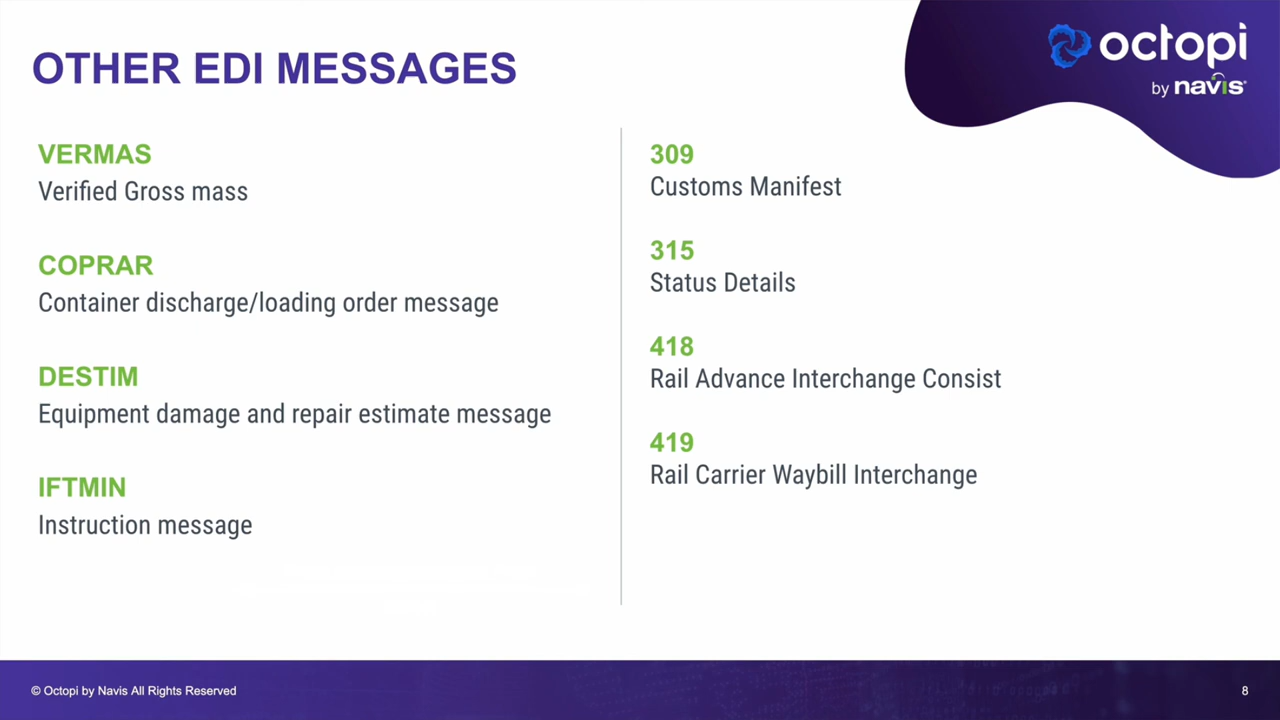 OTHER EDI MESSAGES
octopi
by navis
VERMAS
Verified Gross mass
COPRAR
Container discharge/loading order message
DESTIM
Equipment damage and repair estimate message
IFTMIN
Instruction message
309
Customs Manifest
315
Status Details
418
Rail Advance Interchange Consist
419
Rail Carrier Waybill Interchange
© Octopi by Navis All Rights Reserved
8